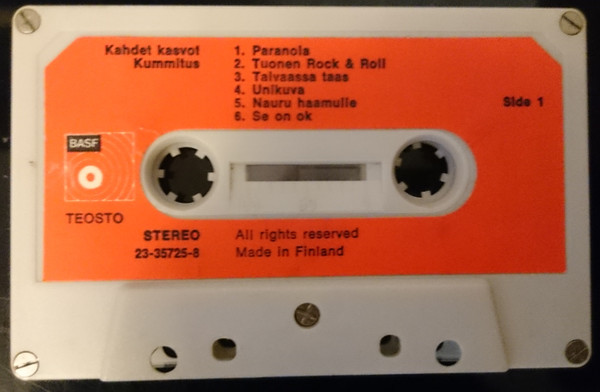 Kahdet kasvot
Kummitus
1. Paranoia
2. Tuonen Rock & Roll
3. Taivaassa taas
4. Unikuva
5. Nauru haamulle
6. Se on ok
Side 1
BASF
TEOSTO
STEREO
23-35725-8
All rights reserved
Made in Finland